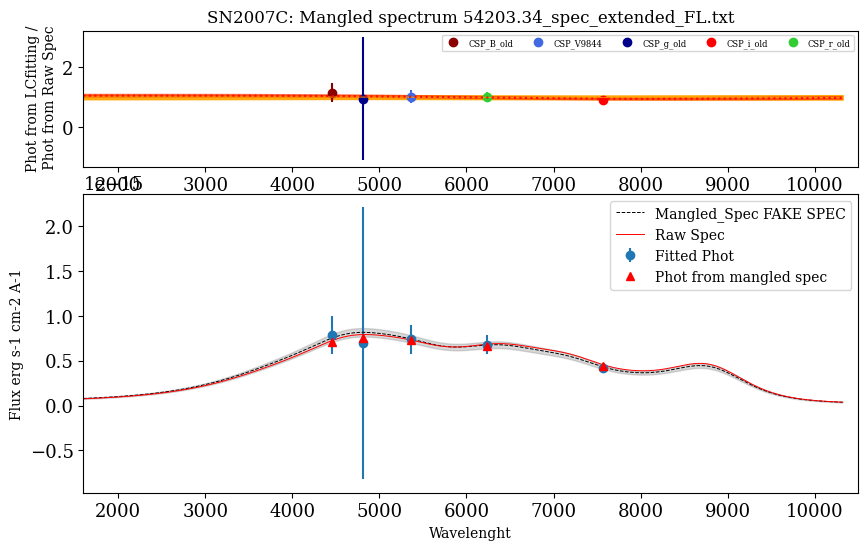 SN2007C: Mangled spectrum 54203.34_spec_extended_FL.txt
Phot from LCfitting /
Phot from Raw Spec
2
0
CSP_B_old CSP_V9844 CSP_g_old CSP_i_old CSP_r_old
2000 3000 4000 5000 6000 7000 8000 9000 10000
1e−15
Flux erg s-1 cm-2 A-1
2.0
1.5
1.0
0.5
0.0
−0.5
Mangled_Spec FAKE SPEC
Raw Spec
Fitted Phot
Phot from mangled spec
2000 3000 4000 5000 6000 7000 8000 9000 10000
Wavelenght